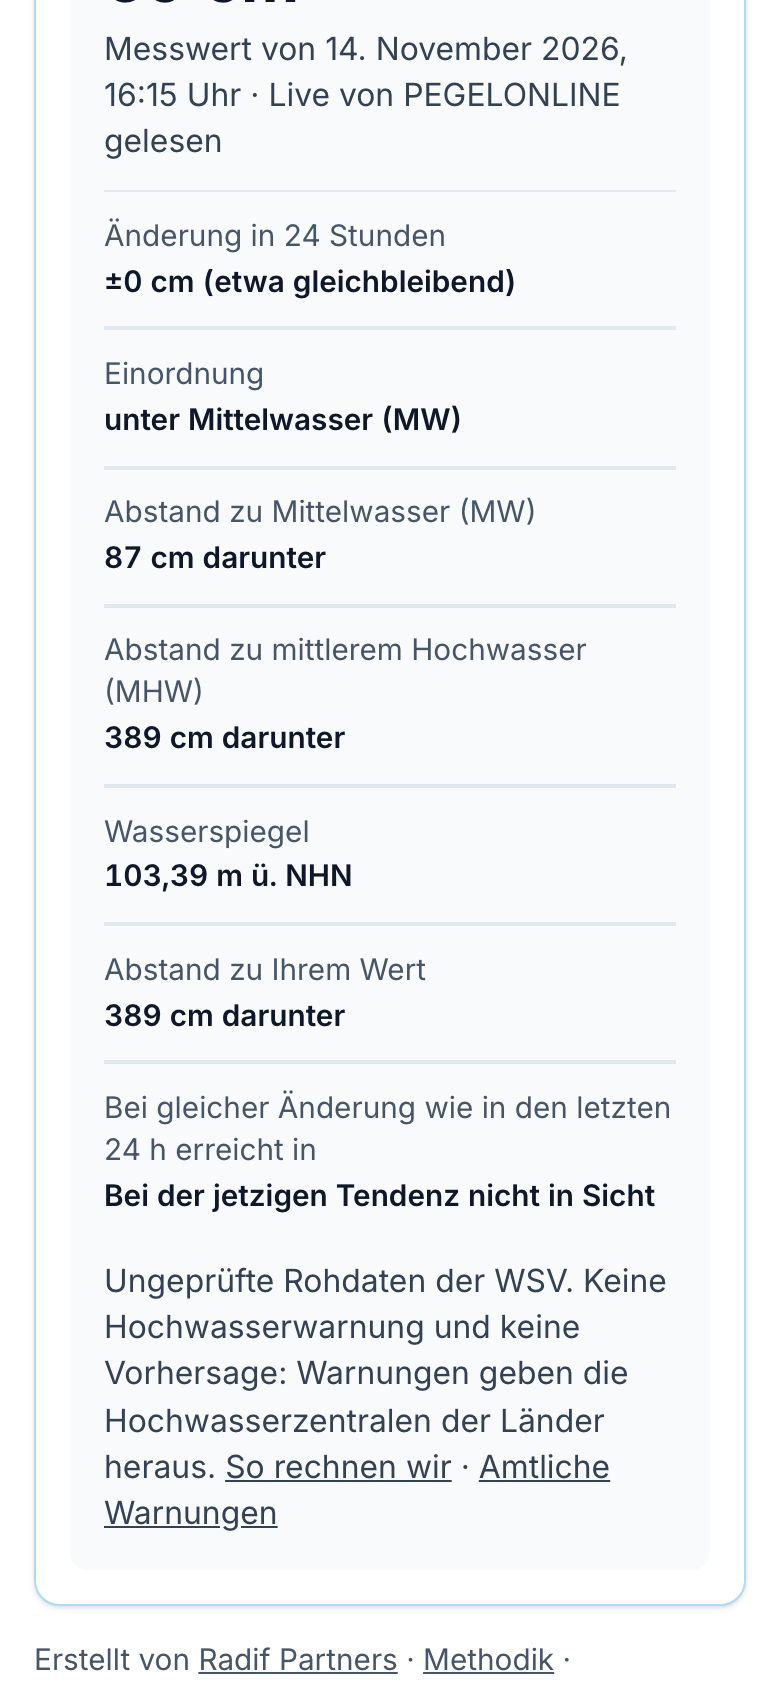 Messwert von 14. November 2026,
16:15 Uhr · Live von PEGELONLINE
gelesen
Änderung in 24 Stunden
±0 cm (etwa gleichbleibend)
Einordnung
unter Mittelwasser (MW)
Abstand zu Mittelwasser (MW)
87 cm darunter
Abstand zu mittlerem Hochwasser
(MHW)
389 cm darunter
Wasserspiegel
103,39 m ü. NHN
Abstand zu Ihrem Wert
389 cm darunter
Bei gleicher Änderung wie in den letzten
24 h erreicht in
Bei der jetzigen Tendenz nicht in Sicht
Ungeprüfte Rohdaten der WSV. Keine
Hochwasserwarnung und keine
Vorhersage: Warnungen geben die
Hochwasserzentralen der Länder
heraus. So rechnen wir · Amtliche
Warnungen
Erstellt von Radif Partners · Methodik ·